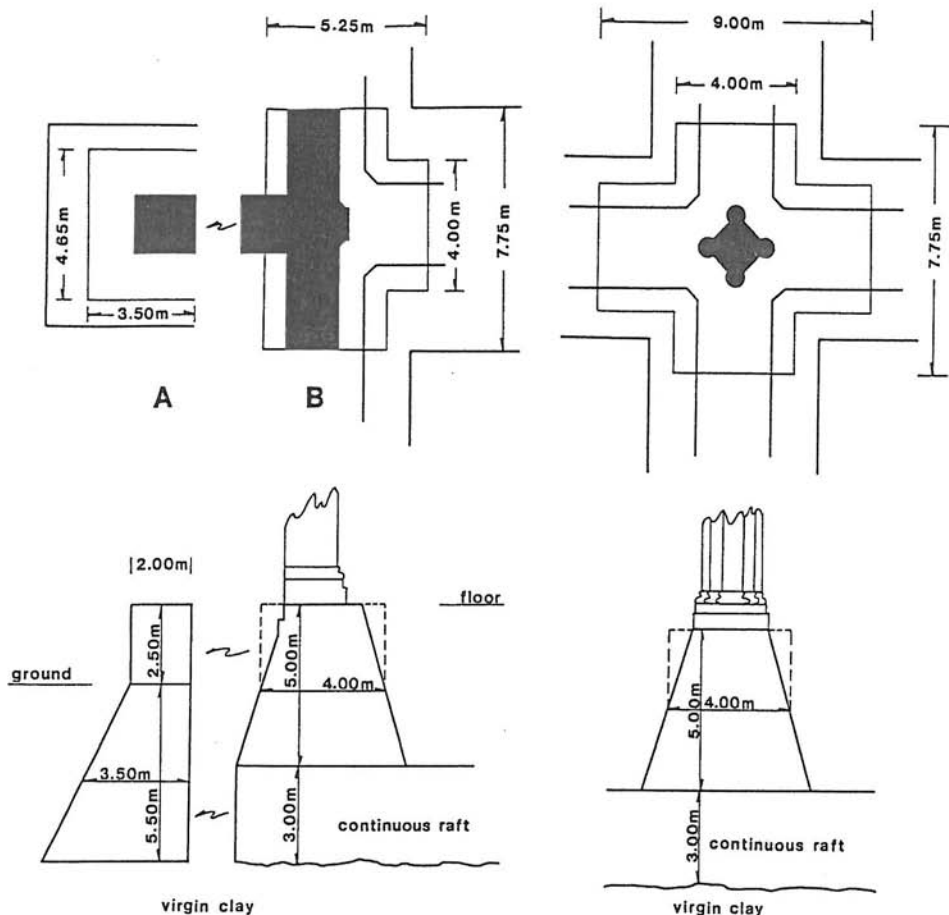 5.25m
9.00m
4.00m
4.65m
3.50m
4.00m
7.75m
7.75m
A
B
2.00m
floor
2.50m
5.00m
ground
4.00m
4.00m
5.00m
3.50m
5.50m
3.00m
continuous raft
3.00m
continuous raft
virgin clay
virgin clay